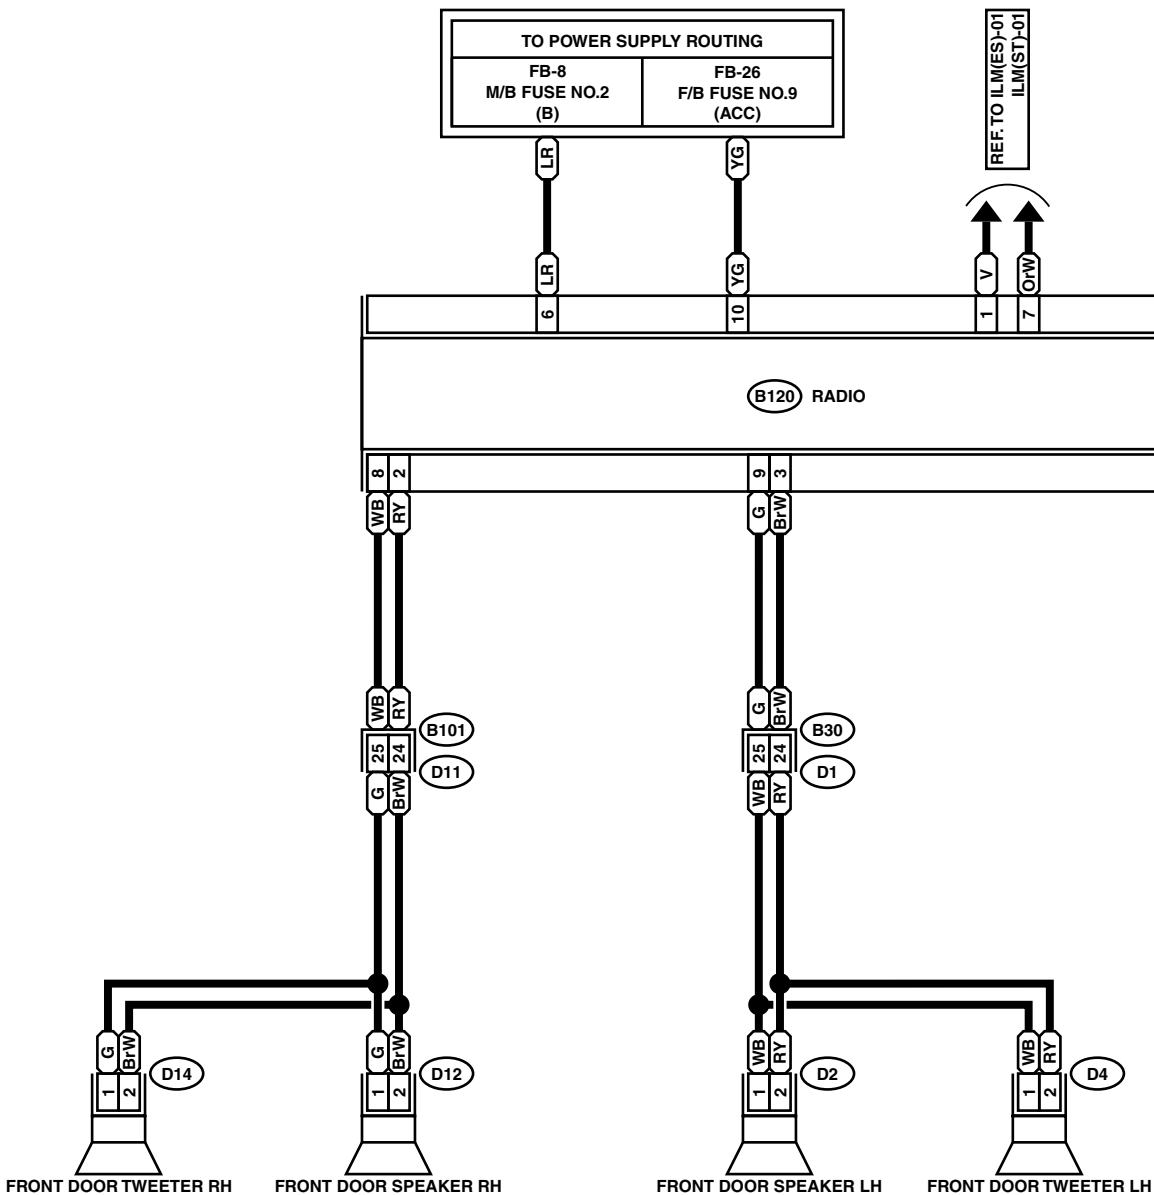 TO POWER SUPPLY ROUTING
FB-8
M/B FUSE NO.2
(B)
FB-26
F/B FUSE NO.9
(ACC)
REF. TO ILM(ES)-01
ILM(ST)-01
LR
YG
LR
YG
V
OrW
6
10
1
7
B120 RADIO
8
2
9
3
WB
RY
G
BrW
WB
RY
G
BrW
B101
B30
25
24
25
24
D11
D1
G
BrW
WB
RY
G
BrW
G
BrW
WB
RY
WB
RY
D14
D12
D2
D4
1
2
1
2
1
2
1
2
FRONT DOOR TWEETER RH
FRONT DOOR SPEAKER RH
FRONT DOOR SPEAKER LH
FRONT DOOR TWEETER LH